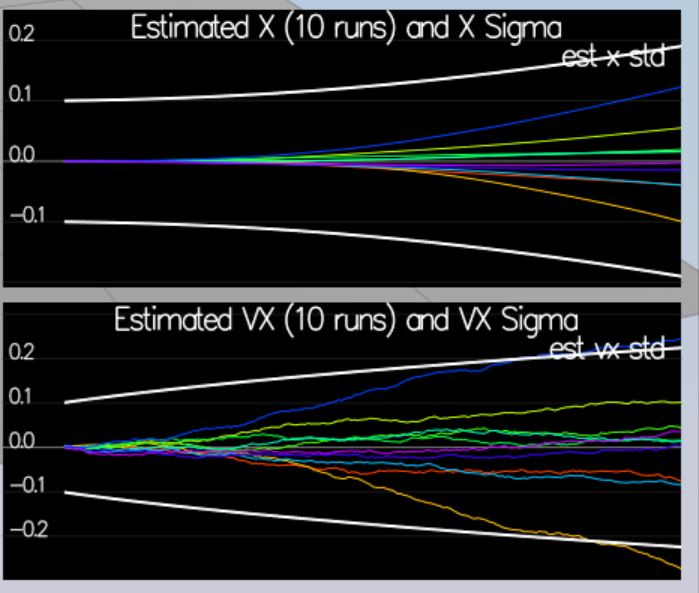 Estimated X (10 runs) and X Sigma
est x std
0.2
0.1
0.0
−0.1
Estimated VX (10 runs) and VX Sigma
est vx std
0.2
0.1
0.0
−0.1
−0.2